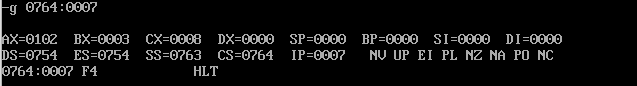 -g 0764:0007
AX=0102 BX=0003 CX=0008 DX=0000 SP=0000 BP=0000 SI=0000 DI=0000
DS=0754 ES=0754 SS=0763 CS=0764 IP=0007 NV UP EI PL NZ NA PO NC
0764:0007 F4 HLT